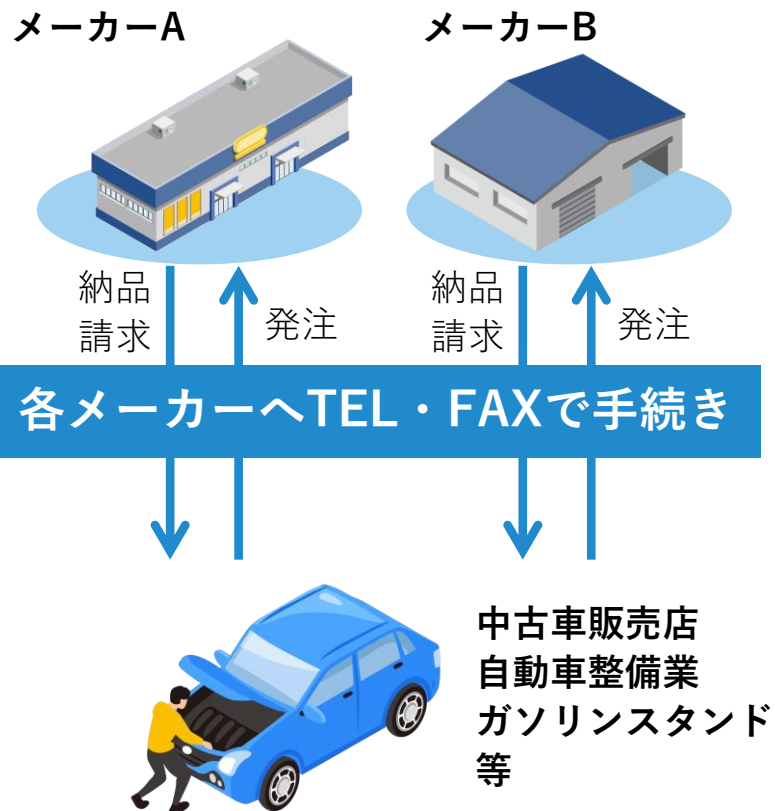 メーカーA
メーカーB
納品
請求
発注
納品
請求
発注
各メーカーへTEL・FAXで手続き
中古車販売店
自動車整備業
ガソリンスタンド
等